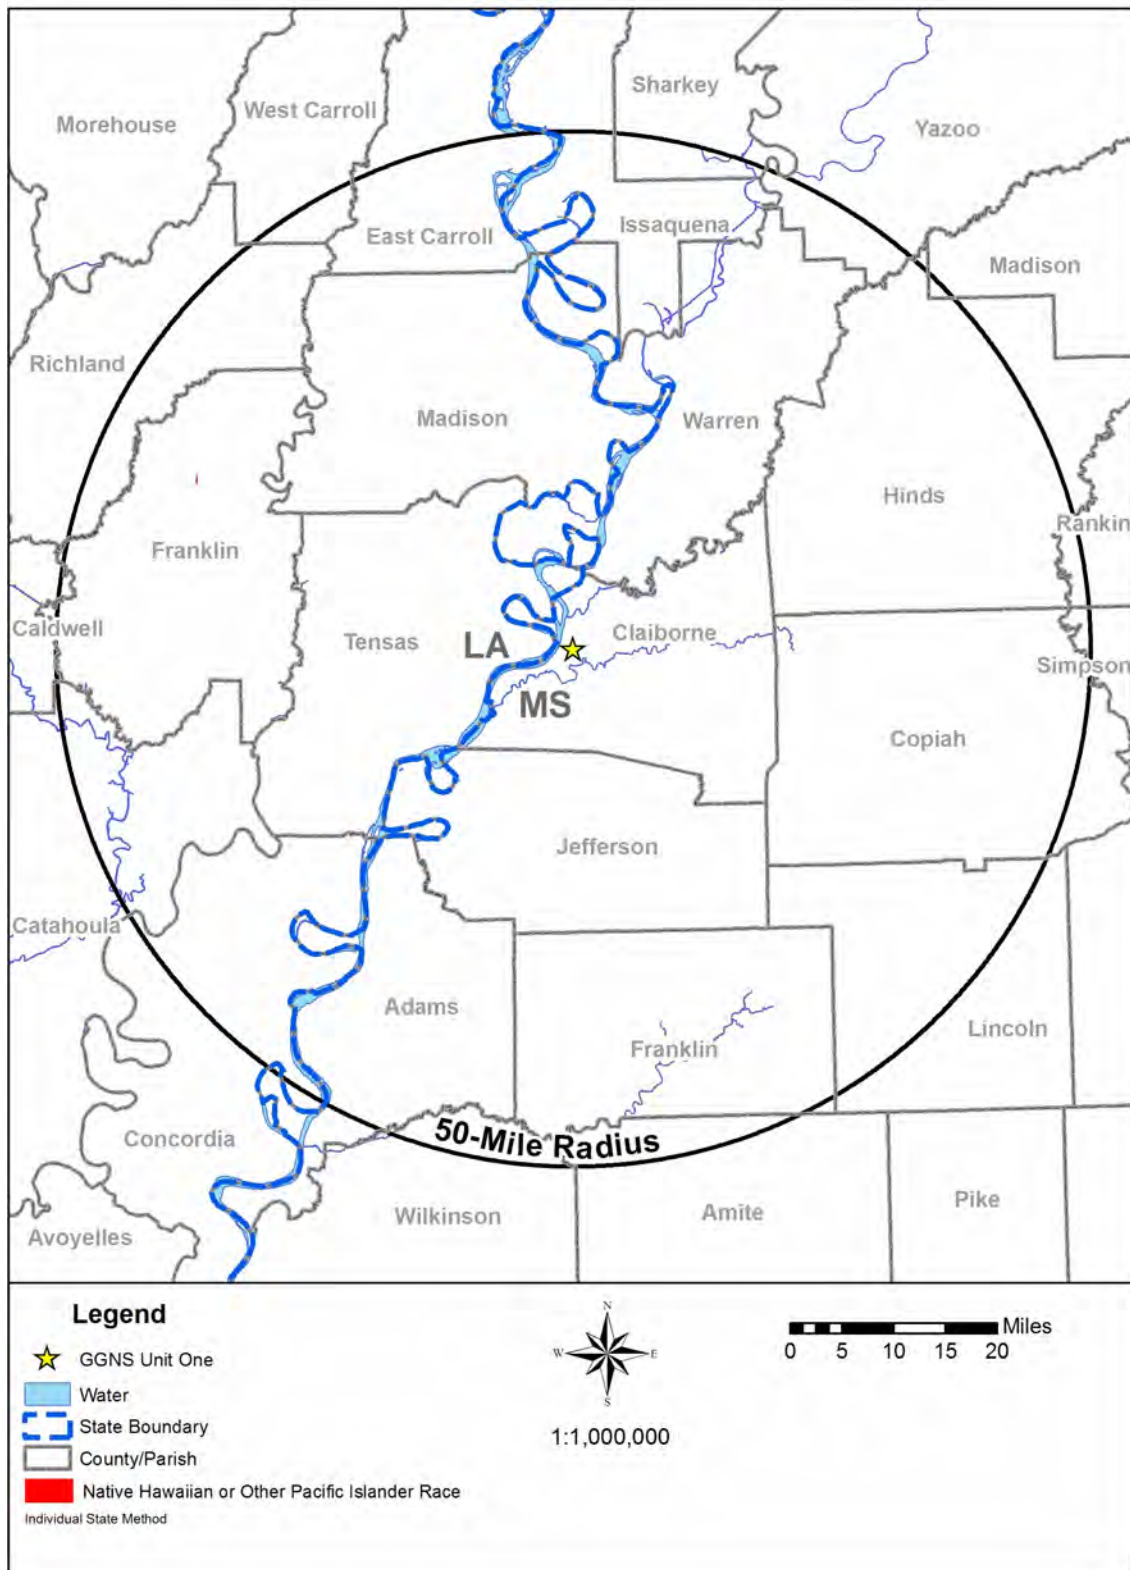 Sharkey
West Carroll
Morehouse
Yazoo
Issaquena
East Carroll
Madison
Richland
Madison
Warren
Hinds
Rankin
Franklin
Caldwell
Tensas
LA
Claiborne
Simpson
MS
Copiah
Jefferson
Catahoula
Adams
Lincoln
Franklin
Concordia
50-Mile Radius
Pike
Amite
Wilkinson
Avoyelles
Legend
GGNS Unit One
Water
State Boundary
County/Parish
Native Hawaiian or Other Pacific Islander Race
Individual State Method
N
W E
S
1:1,000,000
Miles
0 5 10 15 20